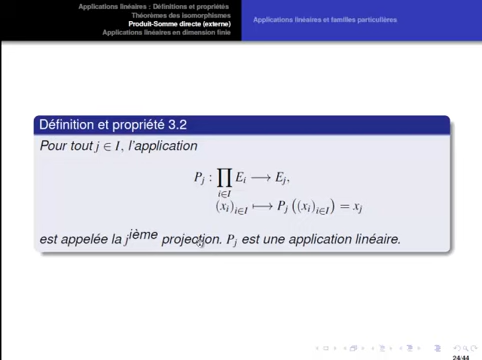 Applications linéaires : Définitions et propriétés
Théorèmes des isomorphismes
Produit-Somme directe (externe)
Applications linéaires en dimension finie
Applications linéaires et familles particulières
Définition et propriété 3.2
Pour tout j ∈ I, l'application
P_j : ∏_{i∈I} E_i ⟶ E_j,
(x_i)_{i∈I} ⟼ P_j ((x_i)_{i∈I}) = x_j
est appelée la j^{ième} projection. P_j est une application linéaire.
24/44